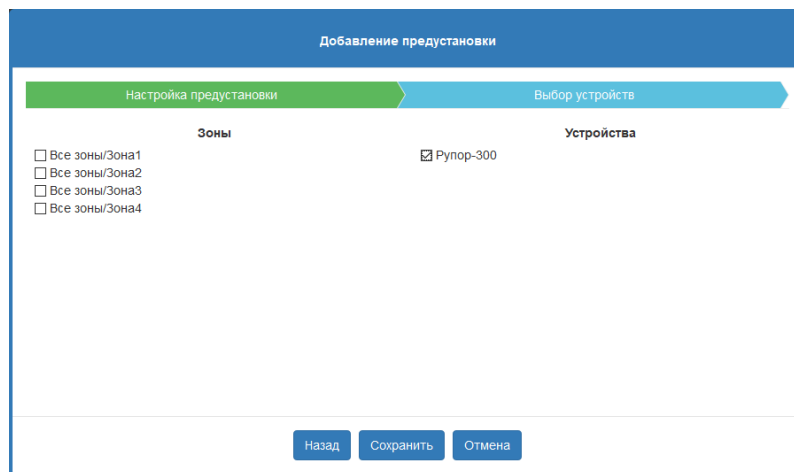 Добавление предустановки
Настройка предустановки
Выбор устройств
Зоны
Все зоны/Зона1
Все зоны/Зона2
Все зоны/Зона3
Все зоны/Зона4
Устройства
Рупор-300
Назад
Сохранить
Отмена